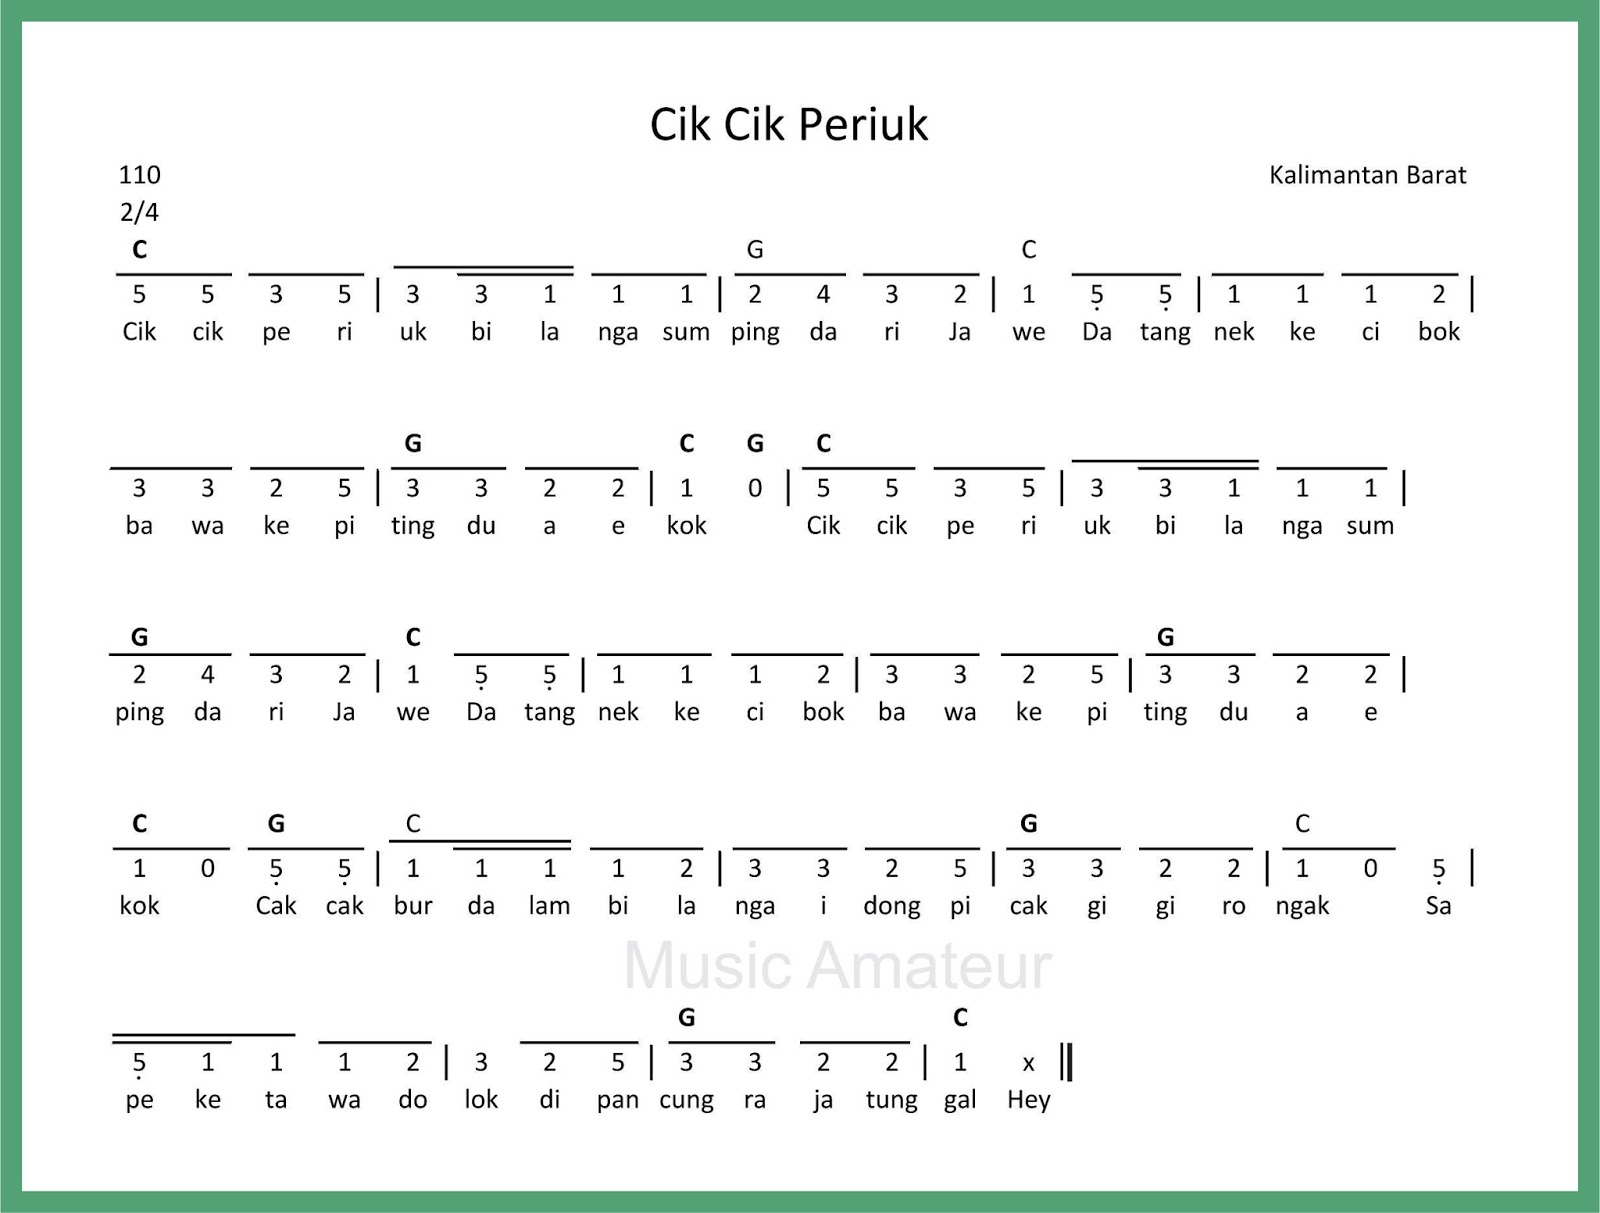 Cik Cik Periuk
110 Kalimantan Barat
2/4
C G C
5 5 3 5 | 3 3 1 1 1 | 2 4 3 2 | 1 5̣ 5̣ | 1 1 1 2 |
Cik cik pe ri uk bi la nga sum ping da ri Ja we Da tang nek ke ci bok
G C G C
3 3 2 5 | 3 3 2 2 | 1 0 | 5 5 3 5 | 3 3 1 1 1 |
ba wa ke pi ting du a e kok Cik cik pe ri uk bi la nga sum
G C G
2 4 3 2 | 1 5̣ 5̣ | 1 1 1 2 | 3 3 2 5 | 3 3 2 2 |
ping da ri Ja we Da tang nek ke ci bok ba wa ke pi ting du a e
C G C G C
1 0 5̣ 5̣ | 1 1 1 1 2 | 3 3 2 5 | 3 3 2 2 | 1 0 5̣ |
kok Cak cak bur da lam bi la nga i dong pi cak gi gi ro ngak Sa
Music Amateur
G C
5̣ 1 1 1 2 | 3 2 5 | 3 3 2 2 | 1 x ‖
pe ke ta wa do lok di pan cung ra ja tung gal Hey